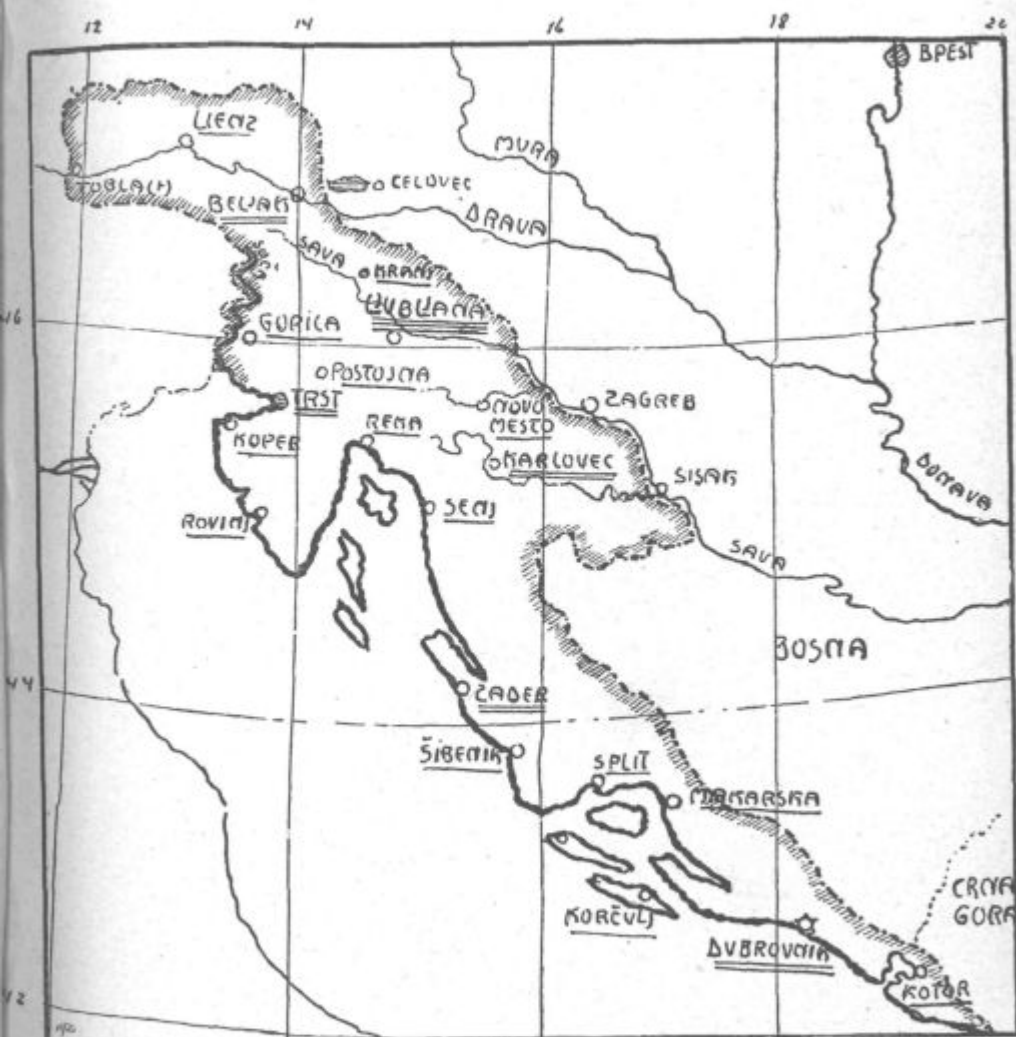 12 14 16 18 20
BPEST
LIENZ
MURA
TOBLA(H)
CELOVEC
BELJAK
DRAVA
SAVA
KRANJ
LJUBLJANA
GORICA
POSTOJNA
TRST
NOVO
MESTO
ZAGREB
REKA
KOPER
KARLOVEC
SISAK
DONAVA
SENJ
ROVINJ
SAVA
BOSNA
44
ZADER
ŠIBENIK
SPLIT
MAKARSKA
CRNA
GORA
KORČULJ
DUBROVNIK
KOTOR